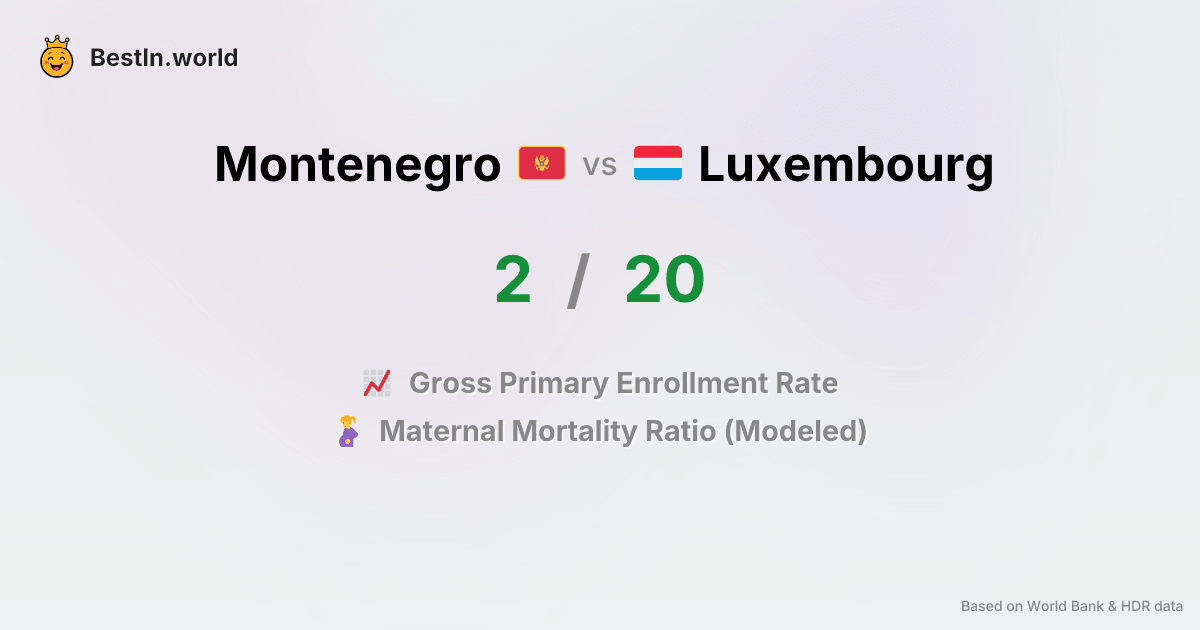 BestIn.world
Montenegro vs Luxembourg
2 / 20
Gross Primary Enrollment Rate
Maternal Mortality Ratio (Modeled)
Based on World Bank & HDR data